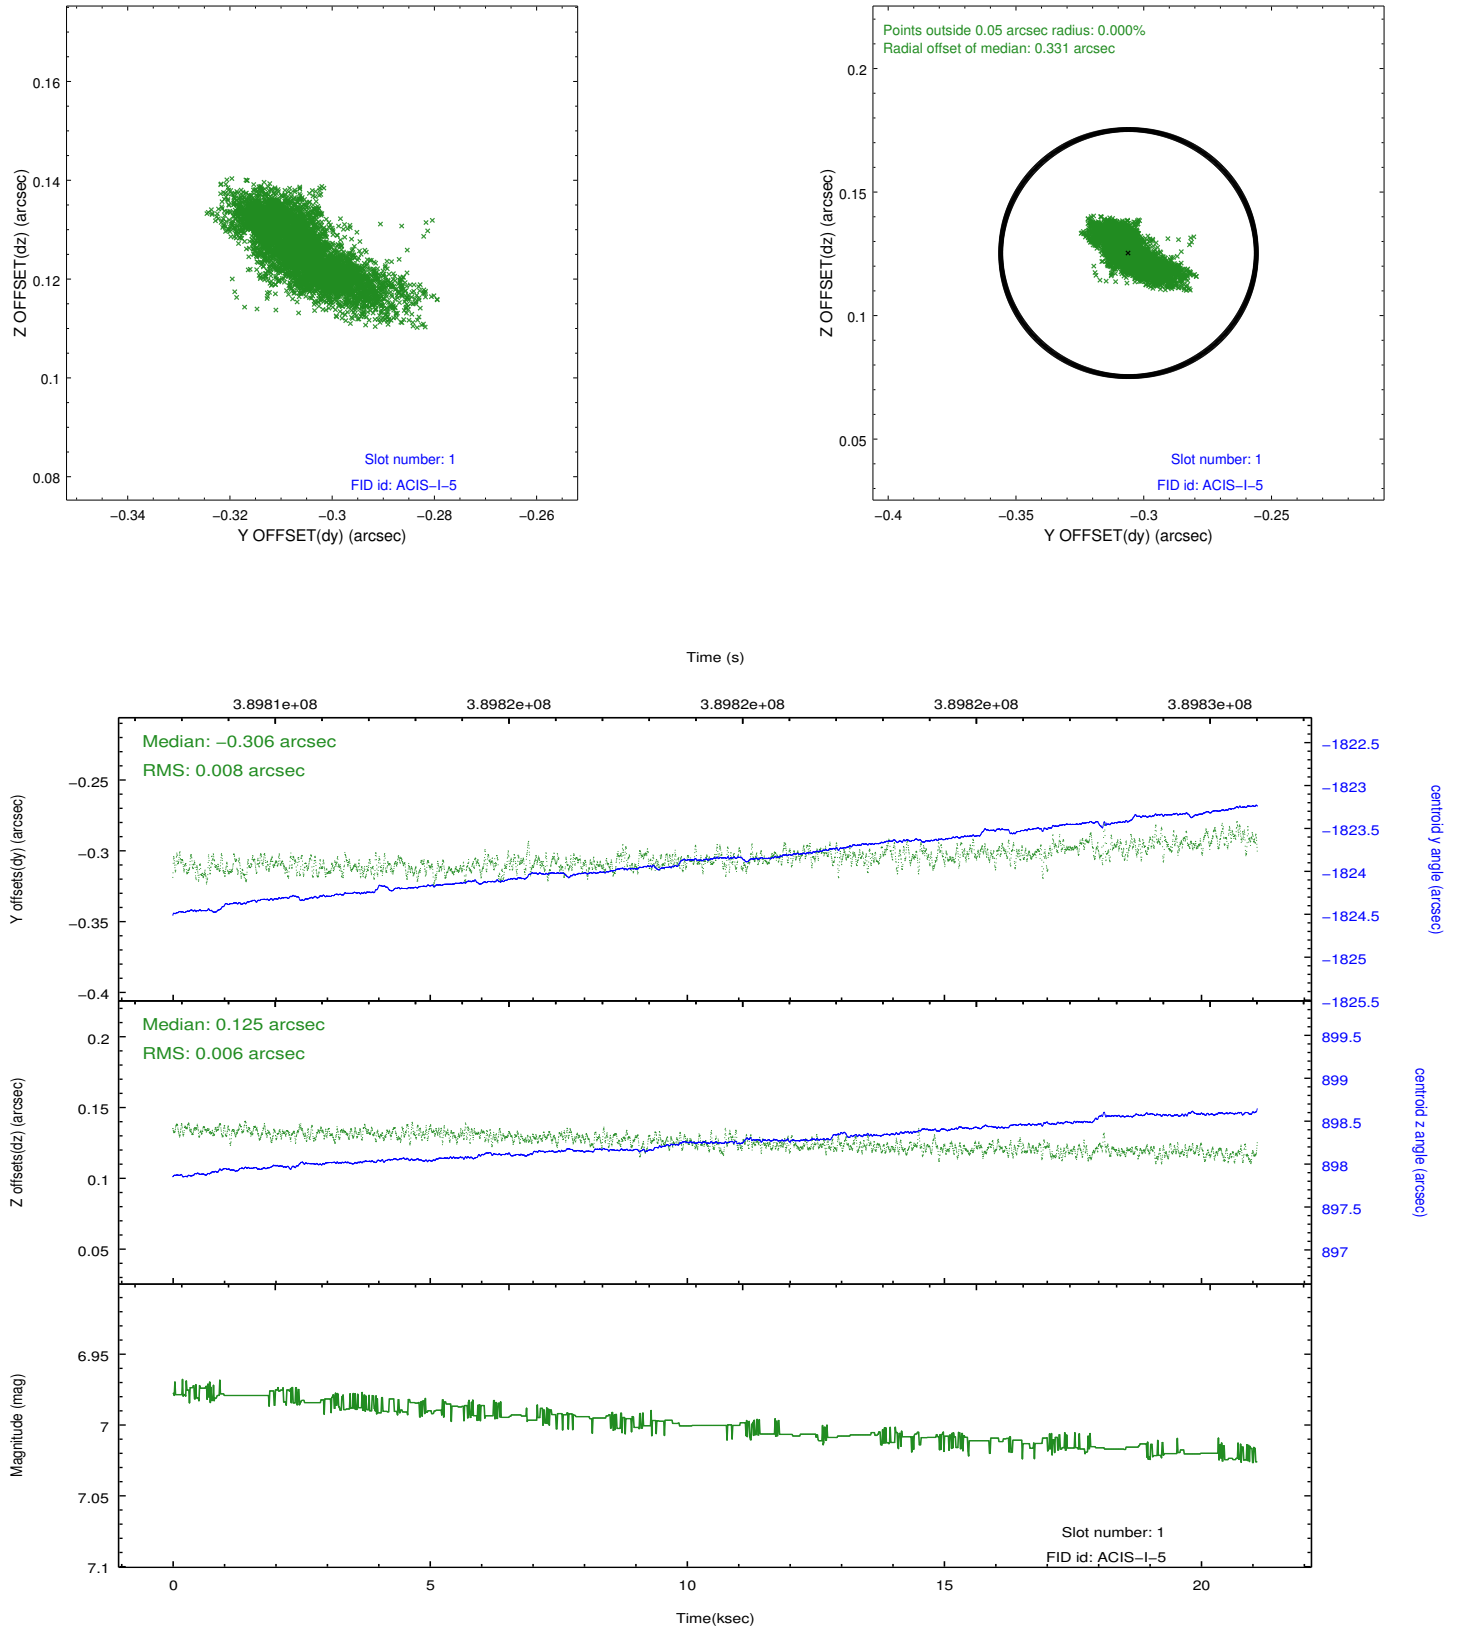 0.16
0.14
0.12
0.1
0.08
Z OFFSET(dz) (arcsec)
Slot number: 1
FID id: ACIS−I−5
−0.34
−0.32
−0.3
−0.28
−0.26
Y OFFSET(dy) (arcsec)
Points outside 0.05 arcsec radius: 0.000%
Radial offset of median: 0.331 arcsec
0.2
0.15
0.1
0.05
Z OFFSET(dz) (arcsec)
Slot number: 1
FID id: ACIS−I−5
−0.4
−0.35
−0.3
−0.25
Y OFFSET(dy) (arcsec)
Time (s)
3.8981e+08
3.8982e+08
3.8982e+08
3.8982e+08
3.8983e+08
Median: −0.306 arcsec
RMS: 0.008 arcsec
−0.25
−0.3
−0.35
−0.4
Y offsets(dy) (arcsec)
−1822.5
−1823
−1823.5
−1824
−1824.5
−1825
−1825.5
centroid y angle (arcsec)
Median: 0.125 arcsec
RMS: 0.006 arcsec
0.2
0.15
0.1
0.05
Z offsets(dz) (arcsec)
899.5
899
898.5
898
897.5
897
centroid z angle (arcsec)
6.95
7
7.05
7.1
Magnitude (mag)
Slot number: 1
FID id: ACIS−I−5
0
5
10
15
20
Time(ksec)